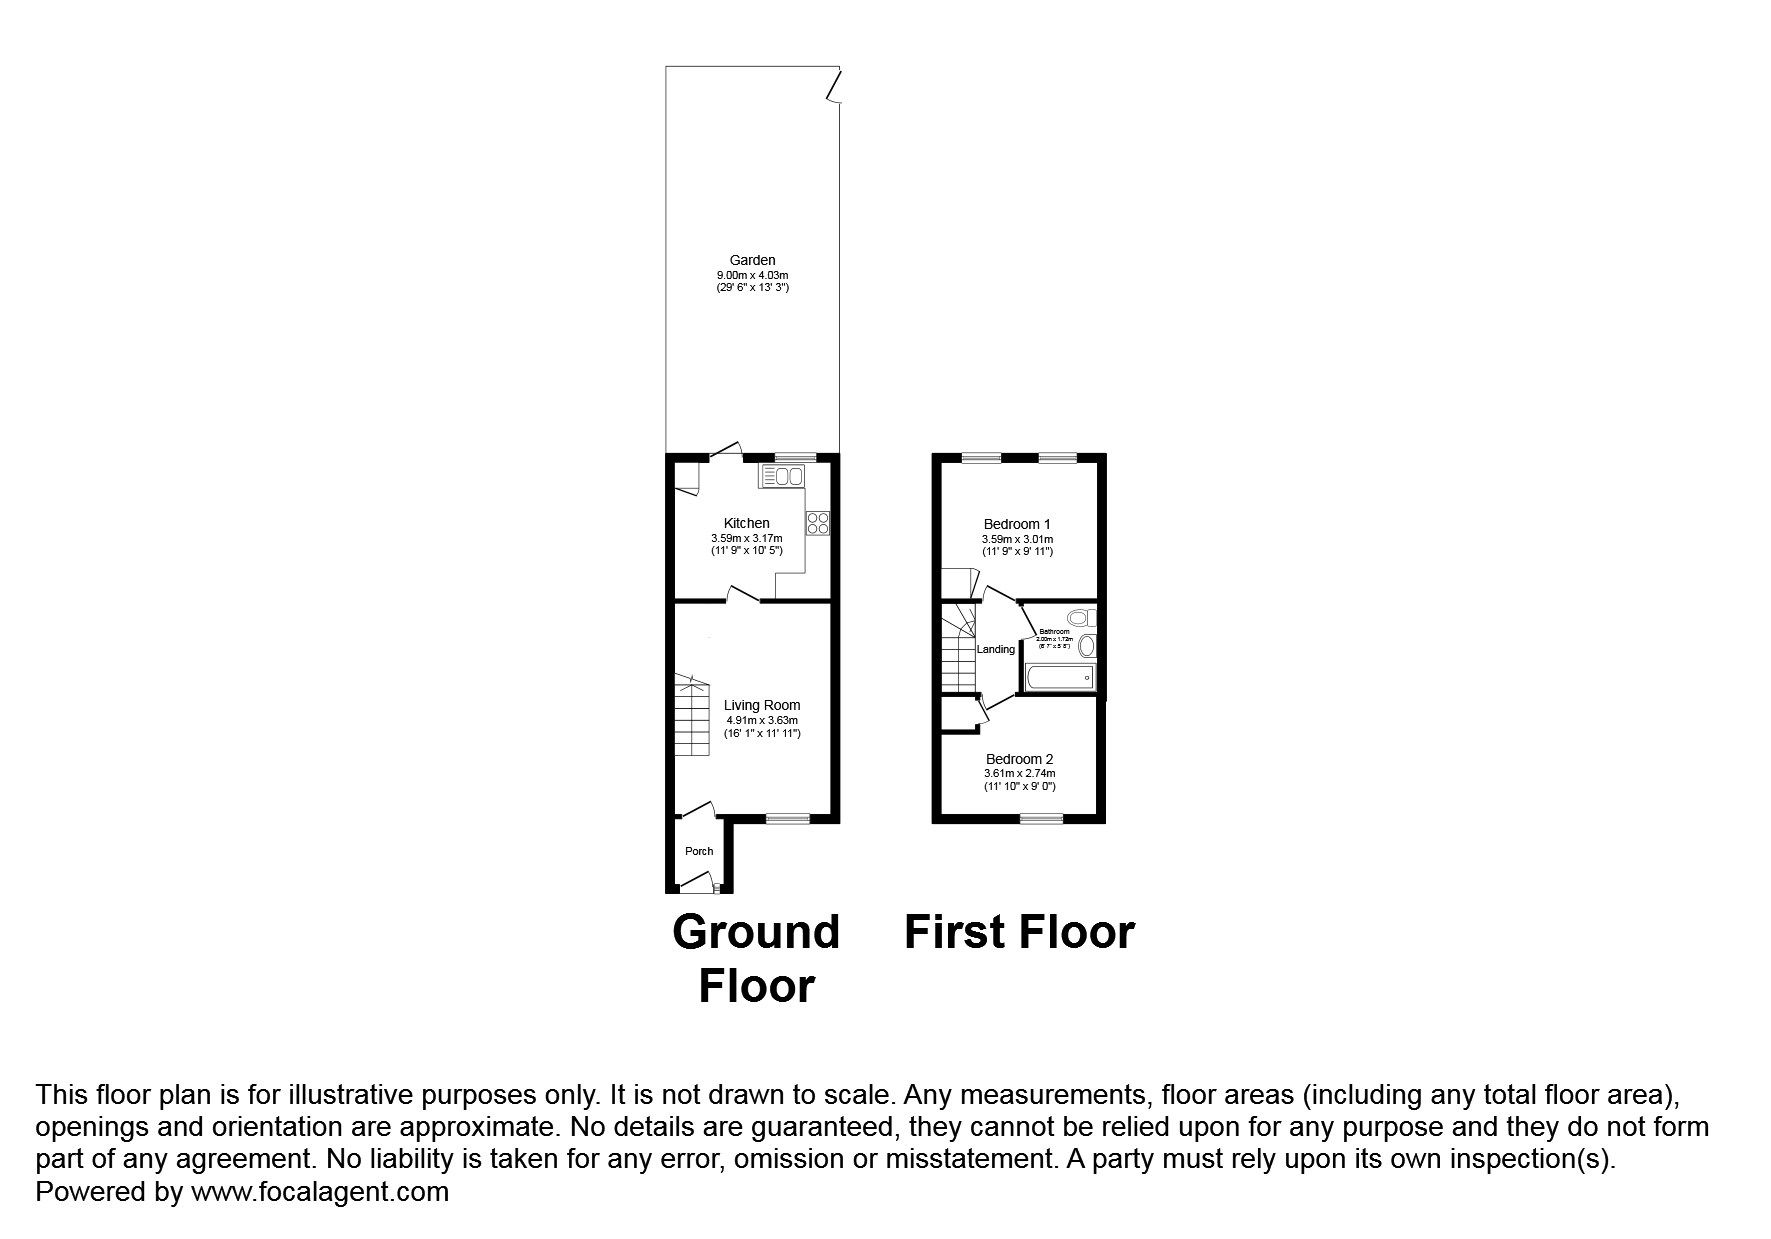 Garden
9.00m x 4.03m
(29' 6" x 13' 3")
Kitchen
3.59m x 3.17m
(11' 9" x 10' 5")
Living Room
4.91m x 3.63m
(16' 1" x 11' 11")
Porch
Bedroom 1
3.59m x 3.01m
(11' 9" x 9' 11")
Bathroom
2.00m x 1.72m
(6' 7" x 5' 8")
Landing
Bedroom 2
3.61m x 2.74m
(11' 10" x 9' 0")
Ground
Floor
First Floor
This floor plan is for illustrative purposes only. It is not drawn to scale. Any measurements, floor areas (including any total floor area),
openings and orientation are approximate. No details are guaranteed, they cannot be relied upon for any purpose and they do not form
part of any agreement. No liability is taken for any error, omission or misstatement. A party must rely upon its own inspection(s).
Powered by www.focalagent.com